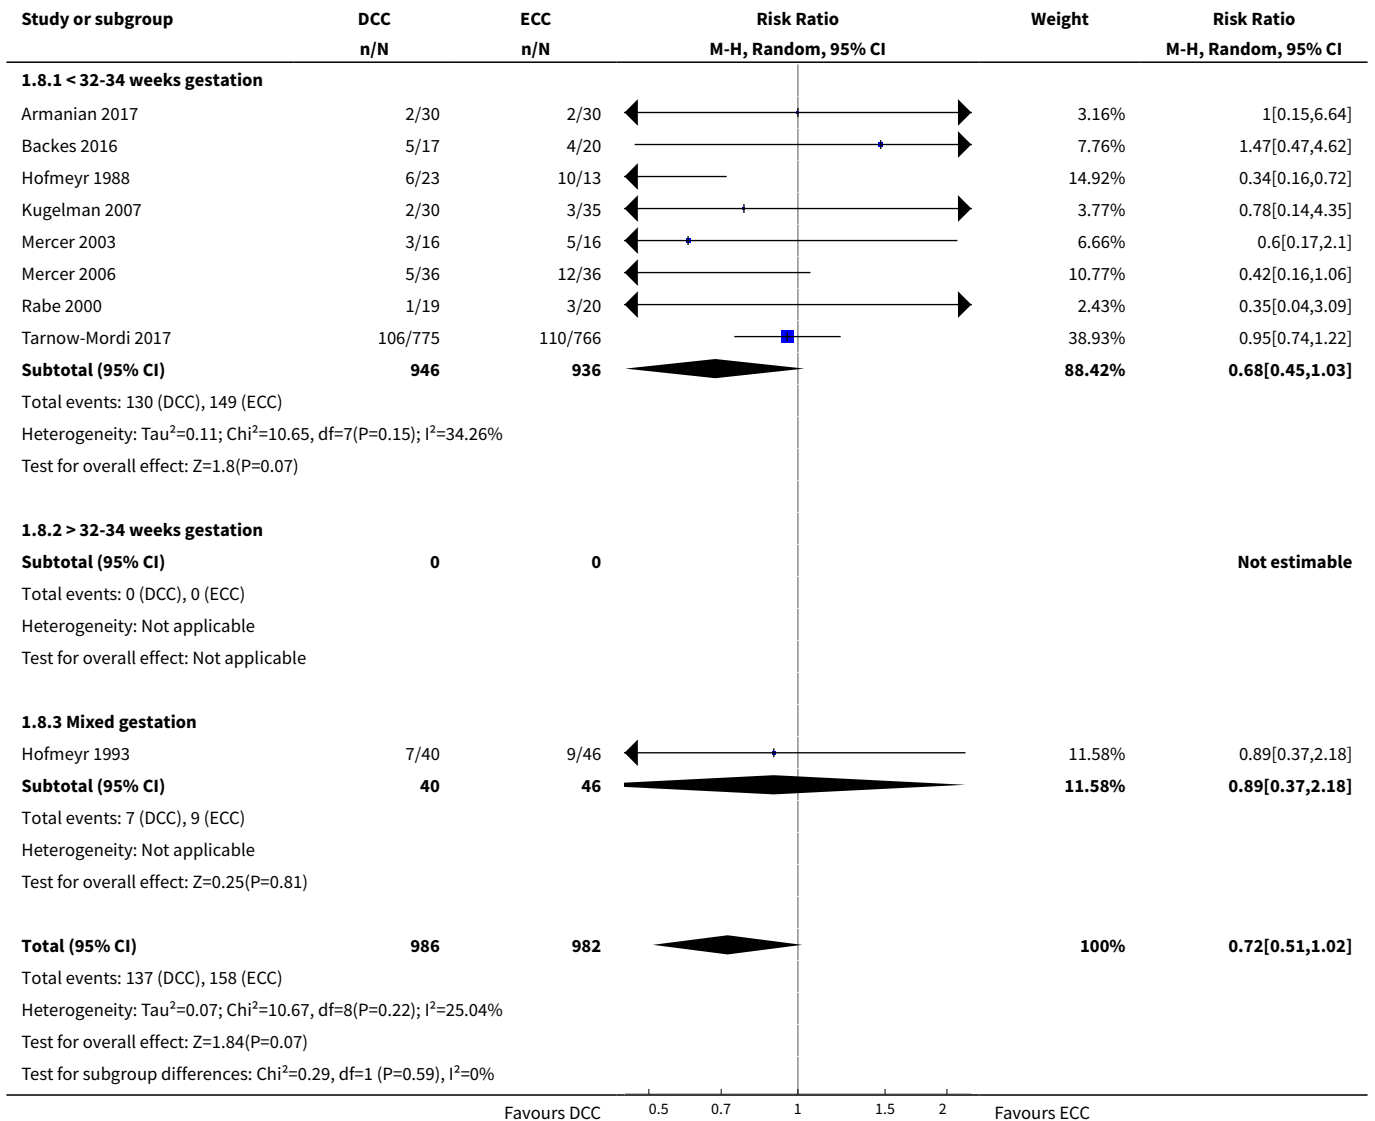 Study or subgroup DCC ECC Risk Ratio Weight Risk Ratio
n/N n/N M-H, Random, 95% CI M-H, Random, 95% CI
1.8.1 < 32-34 weeks gestation
Armanian 2017 2/30 2/30 3.16% 1[0.15,6.64]
Backes 2016 5/17 4/20 7.76% 1.47[0.47,4.62]
Hofmeyr 1988 6/23 10/13 14.92% 0.34[0.16,0.72]
Kugelman 2007 2/30 3/35 3.77% 0.78[0.14,4.35]
Mercer 2003 3/16 5/16 6.66% 0.6[0.17,2.1]
Mercer 2006 5/36 12/36 10.77% 0.42[0.16,1.06]
Rabe 2000 1/19 3/20 2.43% 0.35[0.04,3.09]
Tarnow-Mordi 2017 106/775 110/766 38.93% 0.95[0.74,1.22]
Subtotal (95% CI) 946 936 88.42% 0.68[0.45,1.03]
Total events: 130 (DCC), 149 (ECC)
Heterogeneity: Tau²=0.11; Chi²=10.65, df=7(P=0.15); I²=34.26%
Test for overall effect: Z=1.8(P=0.07)
1.8.2 > 32-34 weeks gestation
Subtotal (95% CI) 0 0 Not estimable
Total events: 0 (DCC), 0 (ECC)
Heterogeneity: Not applicable
Test for overall effect: Not applicable
1.8.3 Mixed gestation
Hofmeyr 1993 7/40 9/46 11.58% 0.89[0.37,2.18]
Subtotal (95% CI) 40 46 11.58% 0.89[0.37,2.18]
Total events: 7 (DCC), 9 (ECC)
Heterogeneity: Not applicable
Test for overall effect: Z=0.25(P=0.81)
Total (95% CI) 986 982 100% 0.72[0.51,1.02]
Total events: 137 (DCC), 158 (ECC)
Heterogeneity: Tau²=0.07; Chi²=10.67, df=8(P=0.22); I²=25.04%
Test for overall effect: Z=1.84(P=0.07)
Test for subgroup differences: Chi²=0.29, df=1 (P=0.59), I²=0%
Favours DCC 0.5 0.7 1 1.5 2 Favours ECC